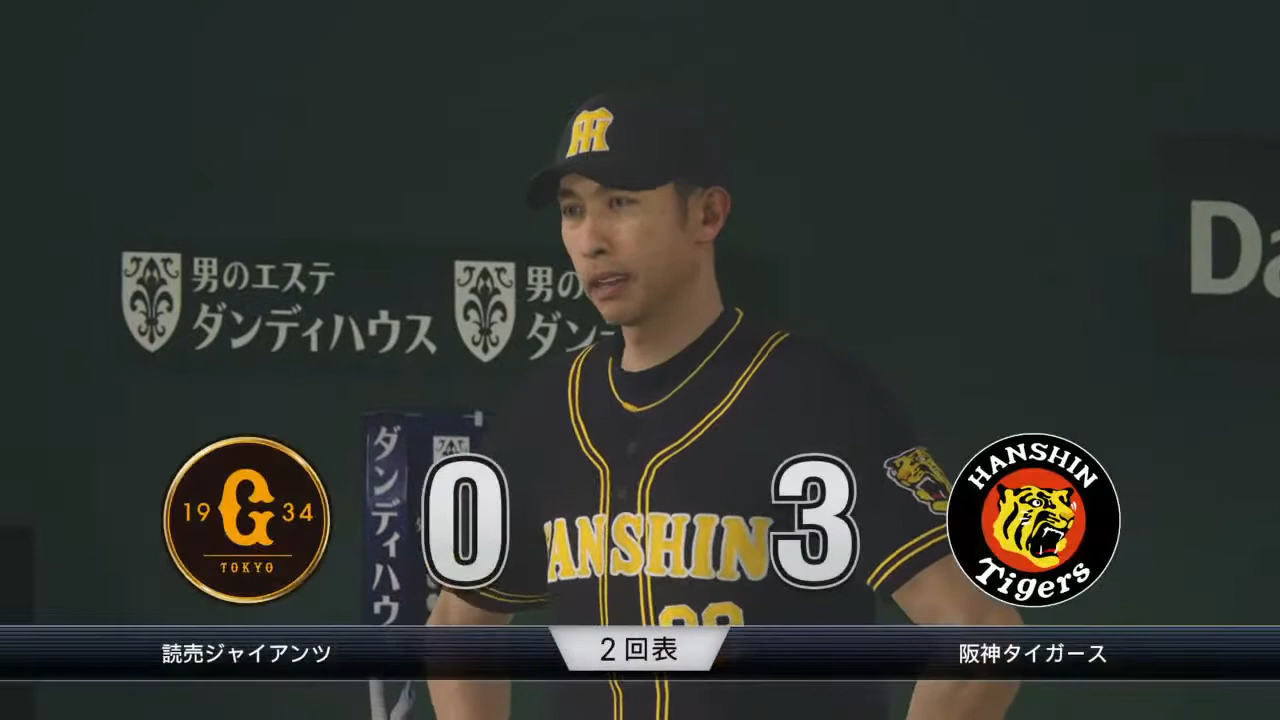 男のエステ
ダンディハウス
男の
ダン
Da
ダンディハウ
HANSHIN
19 G 34
TOKYO
0
3
HANSHIN
Tigers
読売ジャイアンツ
2回表
阪神タイガース